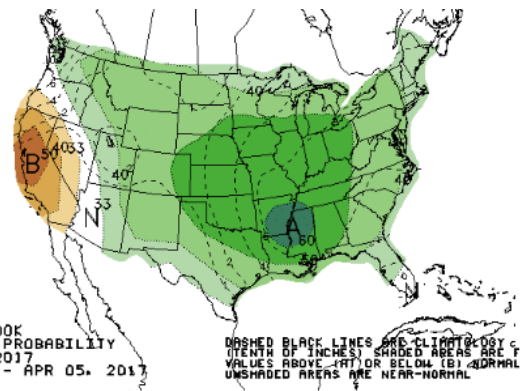 40
B 50 40 33
40
N 33
A
60
50
40
2
N
OOK
PROBABILITY
2017
- APR 05, 2017
DASHED BLACK LINES ARE CLIMATOLOGY
(TENTH OF INCHES) SHADED AREAS ARE F
VALUES ABOVE (A) OR BELOW (B) NORMAL
UNSHADED AREAS ARE NEAR-NORMAL